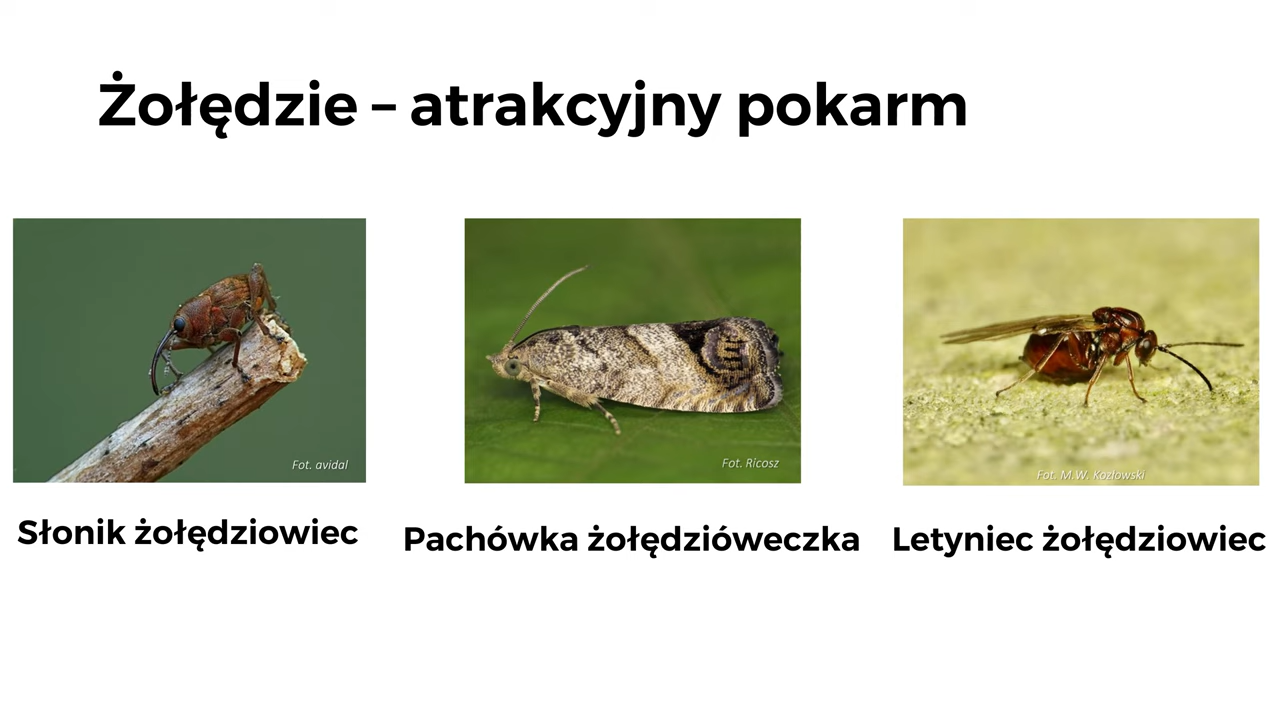 Żołędzie – atrakcyjny pokarm
Fot. avidal
Fot. Ricosz
Fot. M.W. Kozłowski
Słonik żołędziowiec
Pachówka żołędzióweczka
Letyniec żołędziowiec